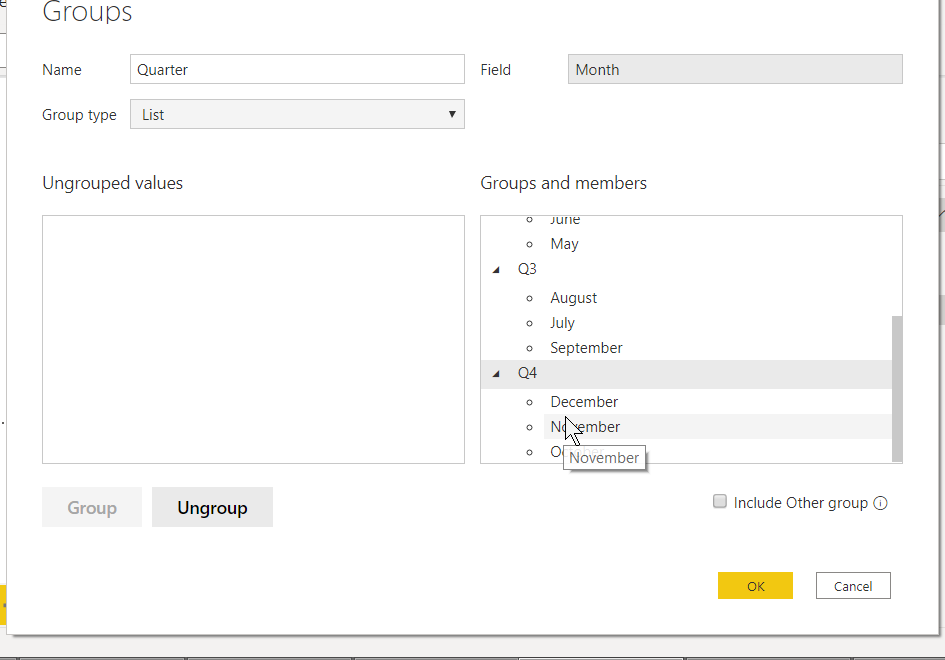 Groups
Name
Quarter
Field
Month
Group type
List
Ungrouped values
Groups and members
June
May
Q3
August
July
September
Q4
December
November
November
Group
Ungroup
Include Other group
OK
Cancel